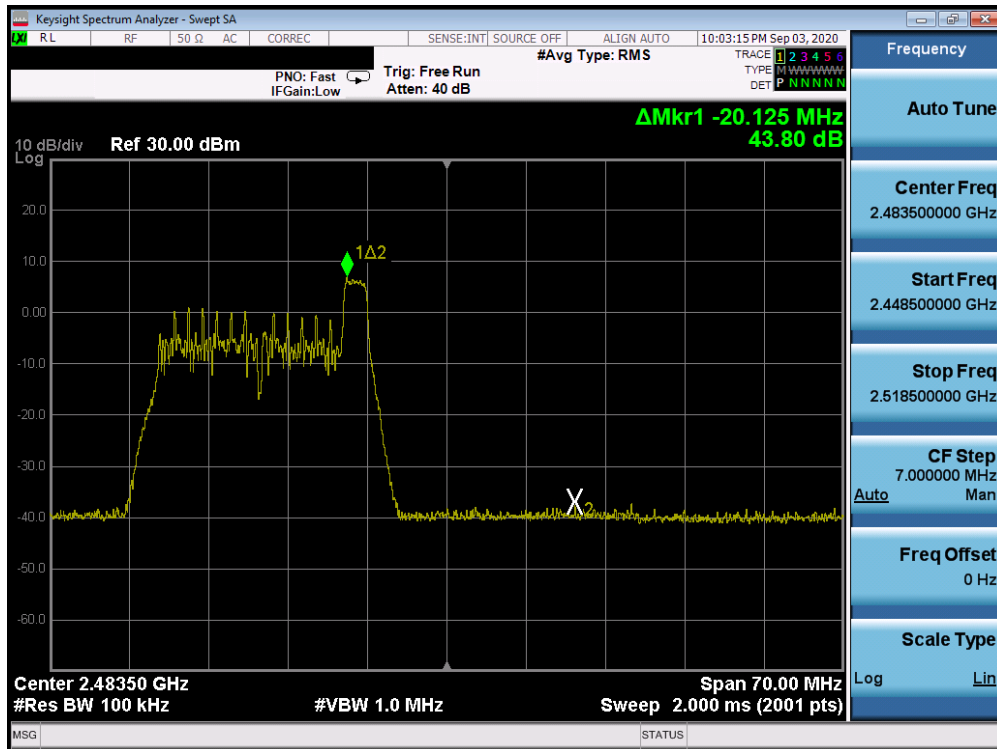 Keysight Spectrum Analyzer - Swept SA
LXI RL RF 50 Ω AC CORREC SENSE:INT SOURCE OFF ALIGN AUTO 10:03:15 PM Sep 03, 2020
#Avg Type: RMS TRACE 1 2 3 4 5 6
PNO: Fast Trig: Free Run TYPE M WWWWW
IFGain:Low Atten: 40 dB DET P N N N N N
ΔMkr1 -20.125 MHz
43.80 dB
10 dB/div Ref 30.00 dBm
Log
20.0
10.0
1Δ2
0.00
-10.0
-20.0
-30.0
-40.0
2
-50.0
-60.0
Center 2.48350 GHz Span 70.00 MHz
#Res BW 100 kHz #VBW 1.0 MHz Sweep 2.000 ms (2001 pts)
MSG STATUS
Frequency
Auto Tune
Center Freq
2.483500000 GHz
Start Freq
2.448500000 GHz
Stop Freq
2.518500000 GHz
CF Step
7.000000 MHz
Auto Man
Freq Offset
0 Hz
Scale Type
Log Lin